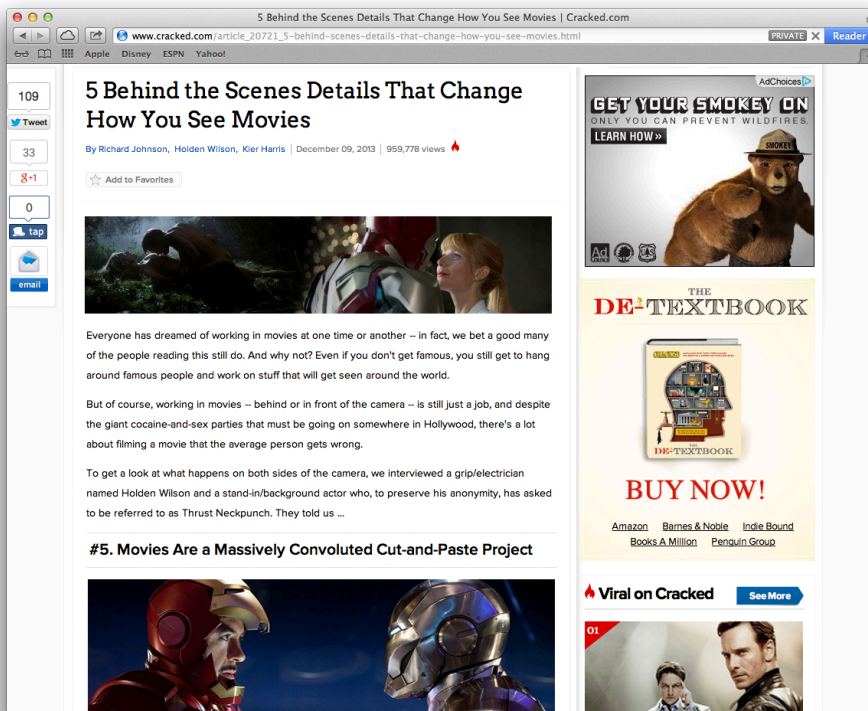 5 Behind the Scenes Details That Change How You See Movies | Cracked.com
www.cracked.com/article_20721_5-behind-scenes-details-that-change-how-you-see-movies.html
PRIVATE
Reader
Apple Disney ESPN Yahoo!
109
Tweet
33
8+1
0
tap
email
5 Behind the Scenes Details That Change
How You See Movies
By Richard Johnson, Holden Wilson, Kier Harris | December 09, 2013 | 959,778 views
Add to Favorites
Everyone has dreamed of working in movies at one time or another -- in fact, we bet a good many
of the people reading this still do. And why not? Even if you don't get famous, you still get to hang
around famous people and work on stuff that will get seen around the world.
But of course, working in movies -- behind or in front of the camera -- is still just a job, and despite
the giant cocaine-and-sex parties that must be going on somewhere in Hollywood, there's a lot
about filming a movie that the average person gets wrong.
To get a look at what happens on both sides of the camera, we interviewed a grip/electrician
named Holden Wilson and a stand-in/background actor who, to preserve his anonymity, has asked
to be referred to as Thrust Neckpunch. They told us ...
#5. Movies Are a Massively Convoluted Cut-and-Paste Project
AdChoices
GET YOUR SMOKEY ON
ONLY YOU CAN PREVENT WILDFIRES.
LEARN HOW »
SMOKEY
Ad
Council
THE
DE-TEXTBOOK
CRACKED
THE
DE-TEXTBOOK
BUY NOW!
Amazon Barnes & Noble Indie Bound
Books A Million Penguin Group
Viral on Cracked
See More
01